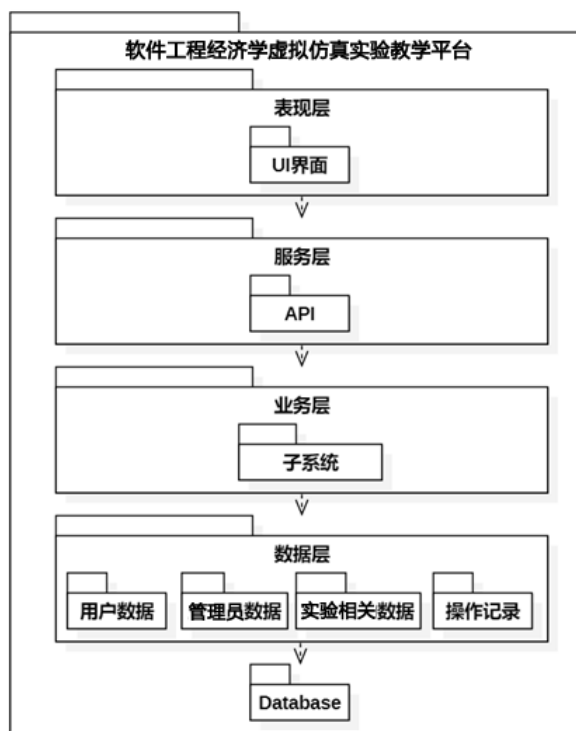 软件工程经济学虚拟仿真实验教学平台
表现层
UI界面
服务层
API
业务层
子系统
数据层
用户数据 管理员数据 实验相关数据 操作记录
Database